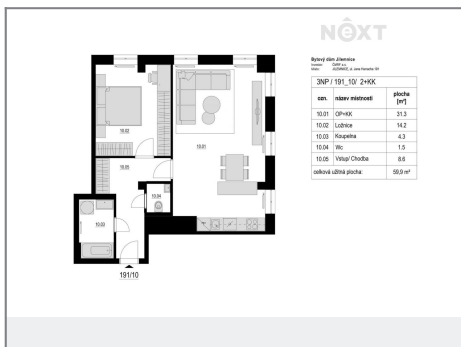 NEXT
Bytový dům Jilemnice
3NP / 191_10/ 2+KK
ozn. název místnosti plocha [m²]
10.01 OP+KK 31.3
10.02 Ložnice 14.2
10.03 Koupelna 4.3
10.04 Wc 1.5
10.05 Vstup/ Chodba 8.6
celková užitná plocha: 59,9 m²
10.02
10.01
10.05
10.04
10.03
191/10